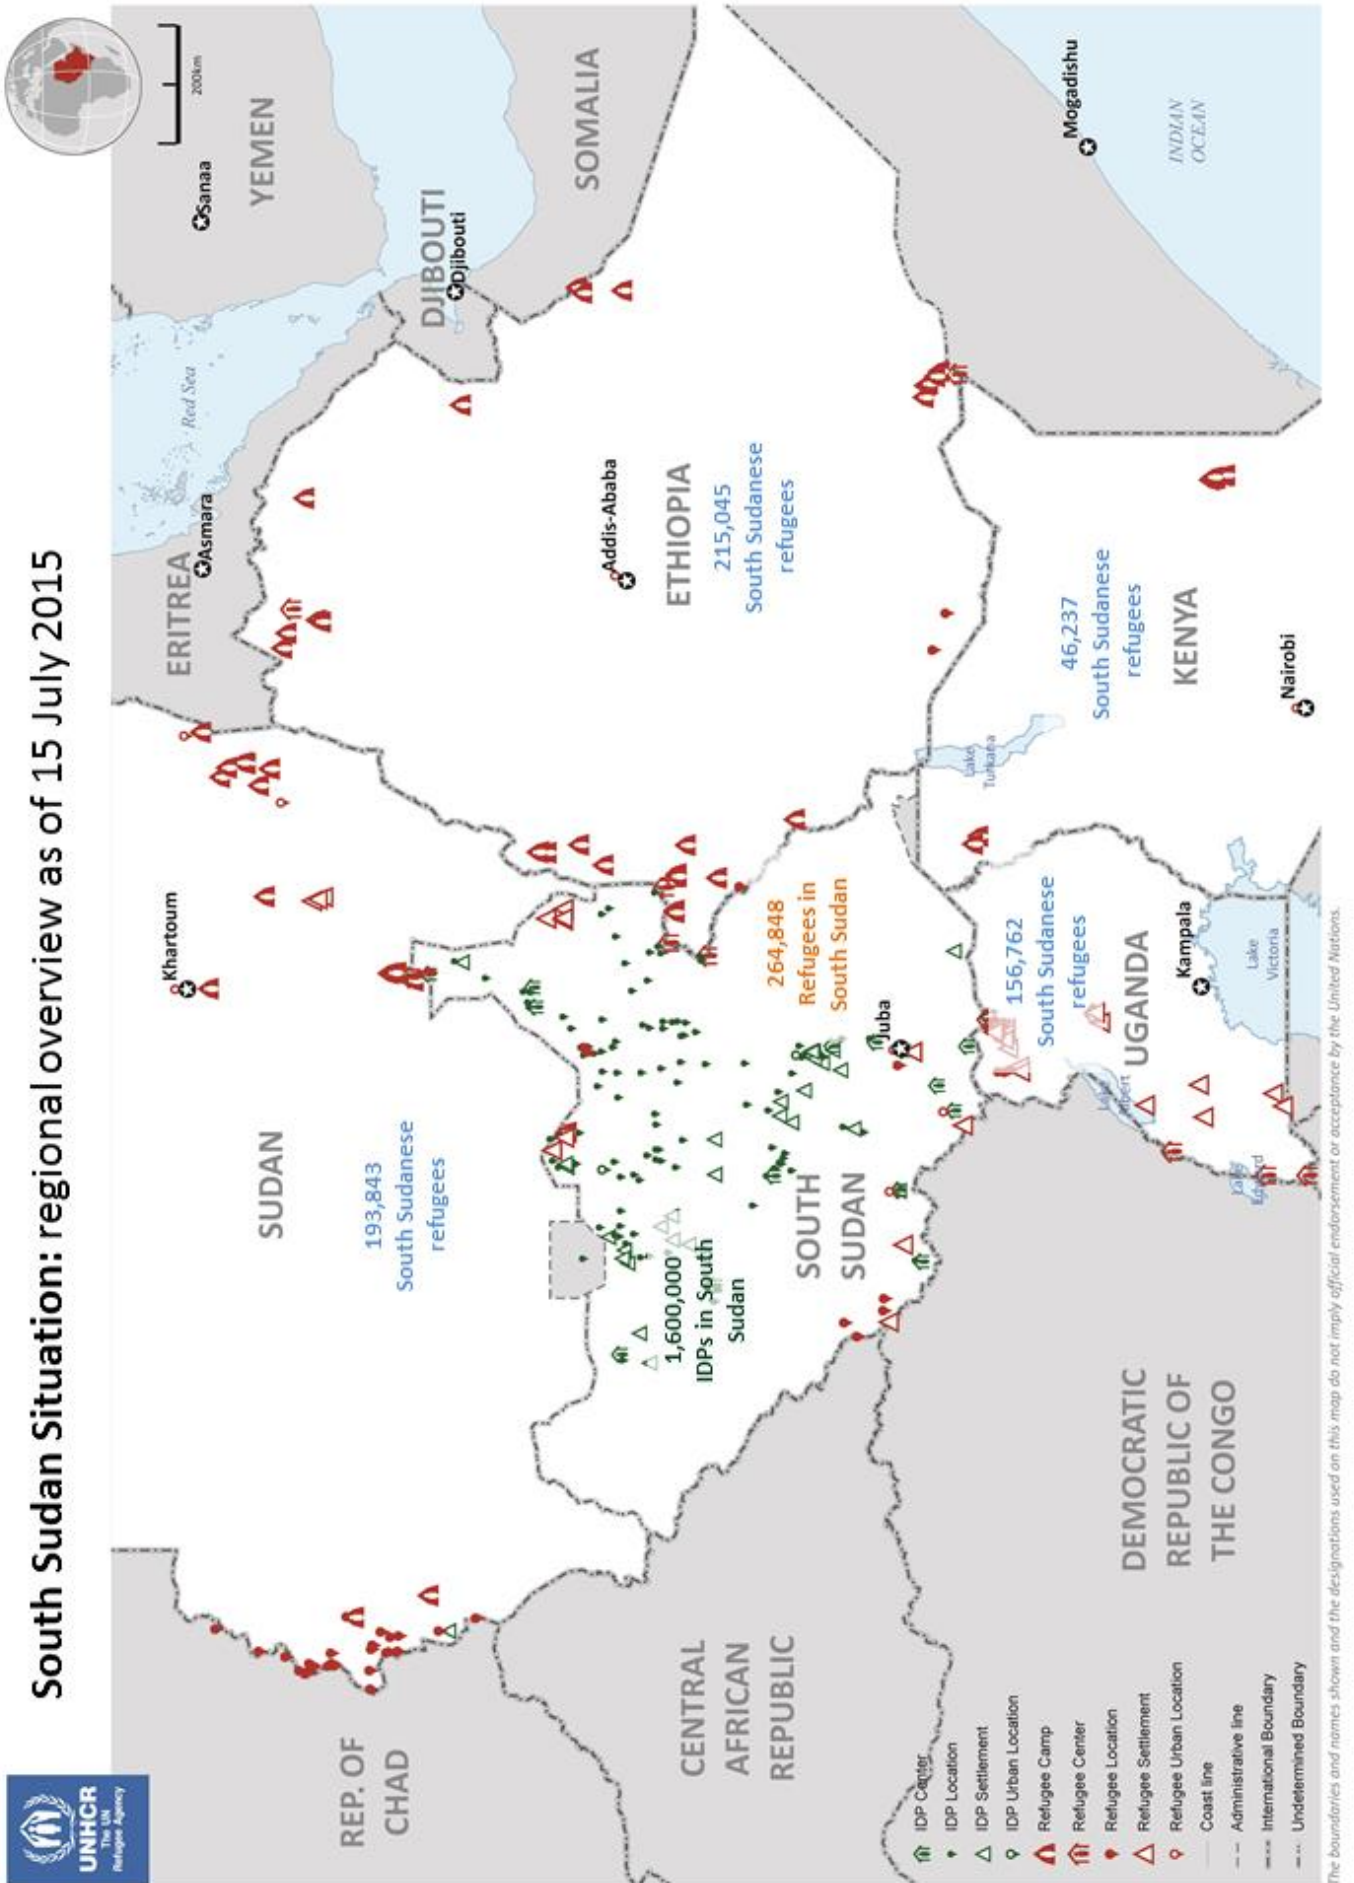 South Sudan Situation: regional overview as of 15 July 2015
UNHCR
The UN
Refugee Agency
200km
REP. OF
CHAD
SUDAN
193,843
South Sudanese
refugees
Khartoum
ERITREA
Asmara
Red Sea
Sanaa
YEMEN
DJIBOUTI
Djibouti
SOMALIA
Addis-Ababa
ETHIOPIA
215,045
South Sudanese
refugees
CENTRAL
AFRICAN
REPUBLIC
1,600,000
IDPs in South
Sudan
SOUTH
SUDAN
264,848
Refugees in
South Sudan
Juba
Lake
Turkana
46,237
South Sudanese
refugees
KENYA
Nairobi
Mogadishu
INDIAN
OCEAN
156,762
South Sudanese
refugees
UGANDA
Kampala
Lake
Victoria
Lake
Albert
Lake
Edward
DEMOCRATIC
REPUBLIC OF
THE CONGO
IDP Center
IDP Location
IDP Settlement
IDP Urban Location
Refugee Camp
Refugee Center
Refugee Location
Refugee Settlement
Refugee Urban Location
Coast line
Administrative line
International Boundary
Undetermined Boundary
The boundaries and names shown and the designations used on this map do not imply official endorsement or acceptance by the United Nations.